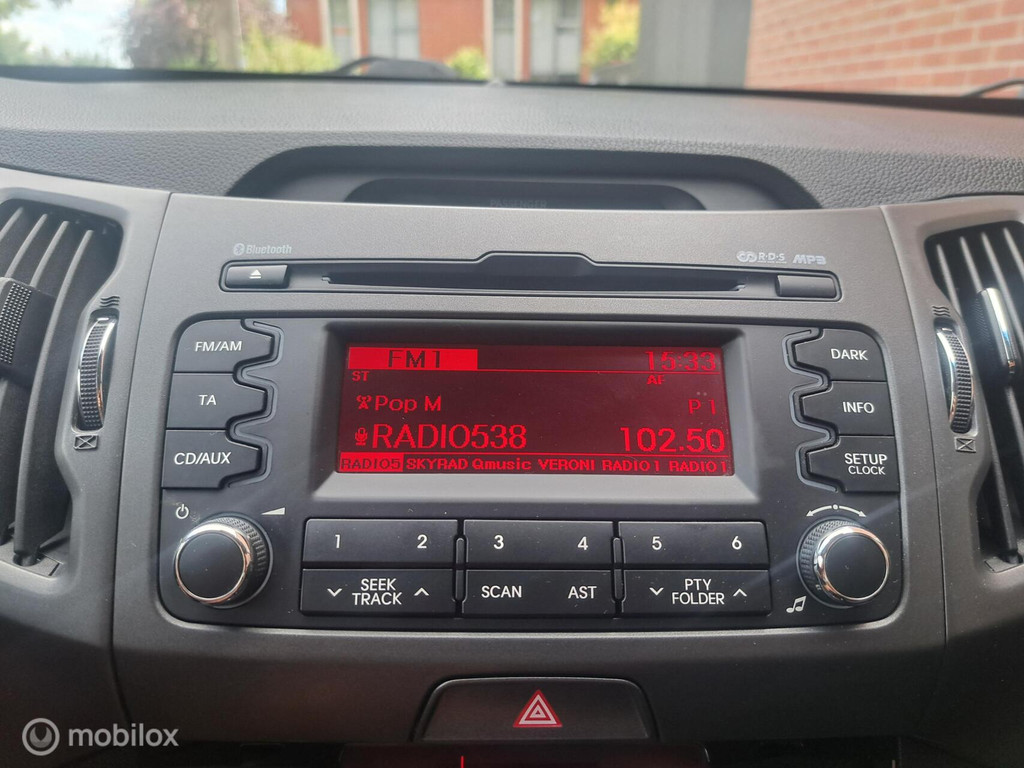 Bluetooth
R·D·S MP3
FM/AM
TA
CD/AUX
FM1 15:33
ST AF
Pop M P1
RADIO538 102.50
RADIO5 SKYRAD Qmusic VERONI RADIO1 RADIO1
DARK
INFO
SETUP
CLOCK
1 2 3 4 5 6
SEEK
TRACK
SCAN AST
PTY
FOLDER
mobilox